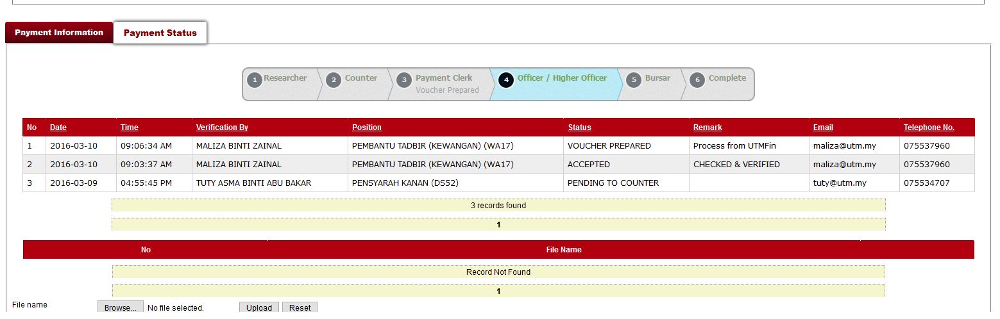 Payment Information Payment Status
1 Researcher 2 Counter 3 Payment Clerk 4 Officer / Higher Officer 5 Bursar 6 Complete
Voucher Prepared
No Date Time Verification By Position Status Remark Email Telephone No.
1 2016-03-10 09:06:34 AM MALIZA BINTI ZAINAL PEMBANTU TADBIR (KEWANGAN) (WA17) VOUCHER PREPARED Process from UTMFin maliza@utm.my 075537960
2 2016-03-10 09:03:37 AM MALIZA BINTI ZAINAL PEMBANTU TADBIR (KEWANGAN) (WA17) ACCEPTED CHECKED & VERIFIED maliza@utm.my 075537960
3 2016-03-09 04:55:45 PM TUTY ASMA BINTI ABU BAKAR PENSYARAH KANAN (DS52) PENDING TO COUNTER tuty@utm.my 075534707
3 records found
1
No File Name
Record Not Found
1
File name Browse... No file selected. Upload Reset